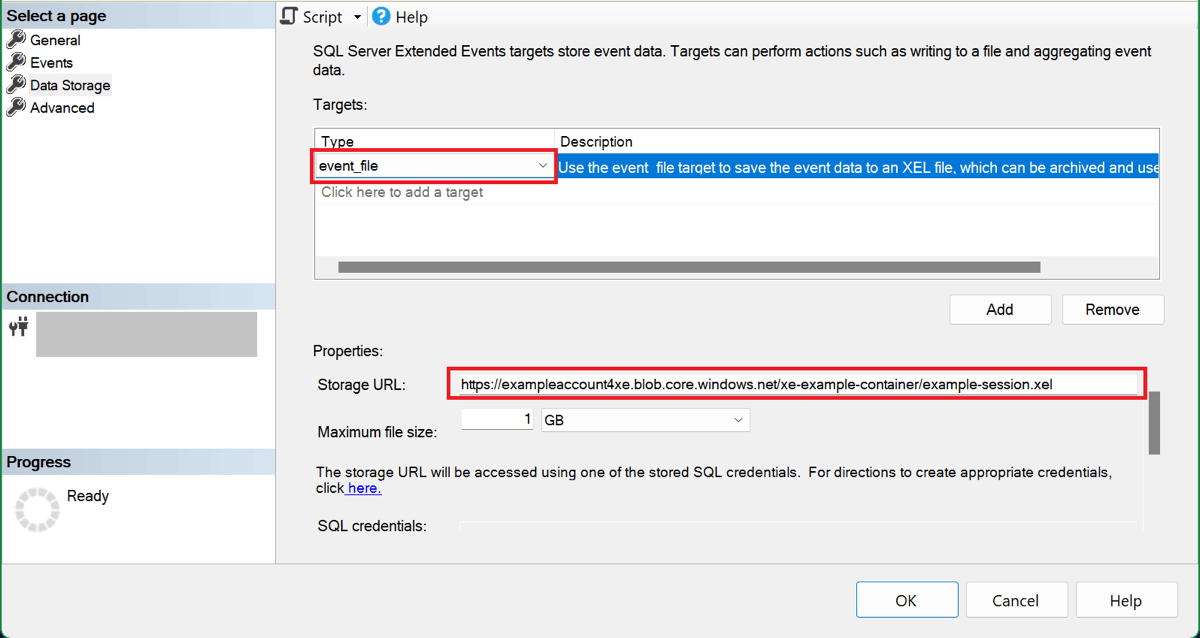 Select a page
General
Events
Data Storage
Advanced
Connection
Progress
Ready
Script
Help
SQL Server Extended Events targets store event data. Targets can perform actions such as writing to a file and aggregating event
data.
Targets:
Type Description
event_file Use the event_file target to save the event data to an XEL file, which can be archived and use
Click here to add a target
Add Remove
Properties:
Storage URL: https://exampleaccount4xe.blob.core.windows.net/xe-example-container/example-session.xel
Maximum file size: 1 GB
The storage URL will be accessed using one of the stored SQL credentials. For directions to create appropriate credentials,
click here.
SQL credentials:
OK Cancel Help